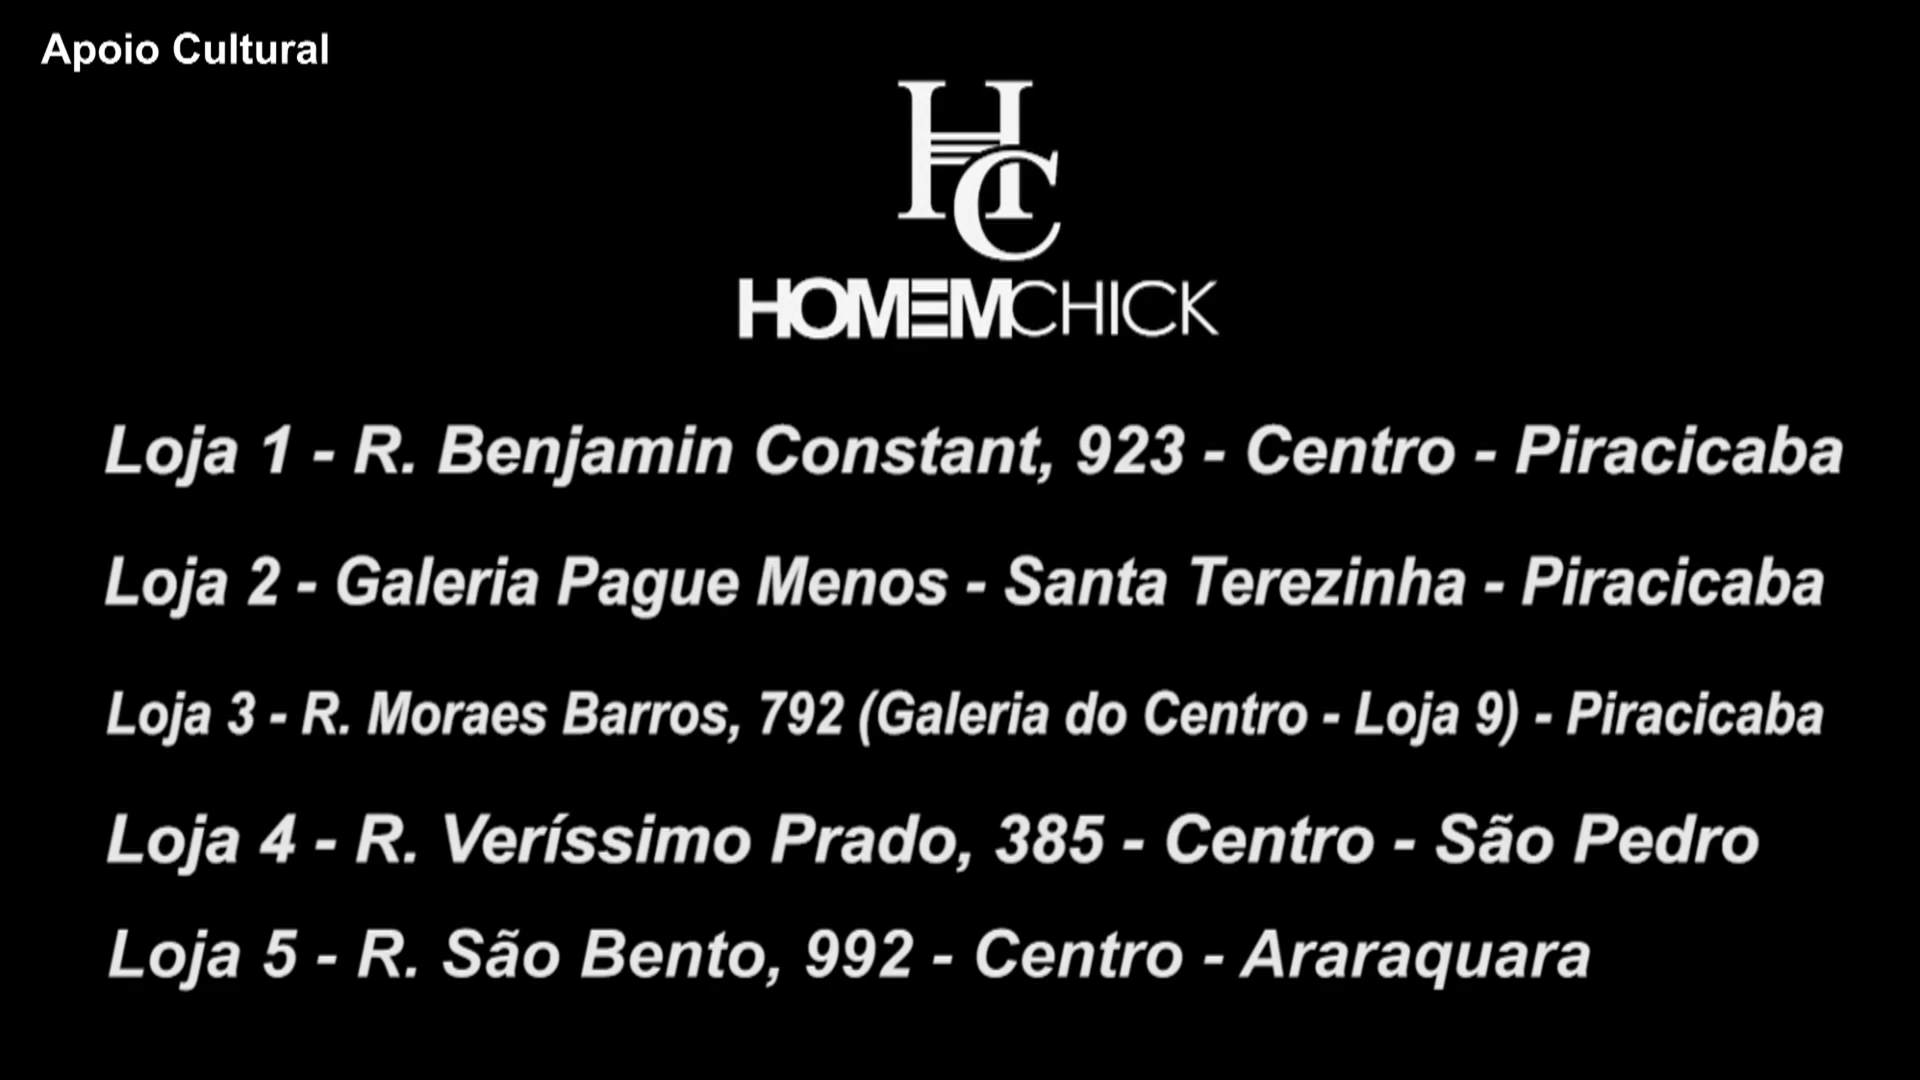 Apoio Cultural
HC
HOMEMCHICK
Loja 1 - R. Benjamin Constant, 923 - Centro - Piracicaba
Loja 2 - Galeria Pague Menos - Santa Terezinha - Piracicaba
Loja 3 - R. Moraes Barros, 792 (Galeria do Centro - Loja 9) - Piracicaba
Loja 4 - R. Veríssimo Prado, 385 - Centro - São Pedro
Loja 5 - R. São Bento, 992 - Centro - Araraquara